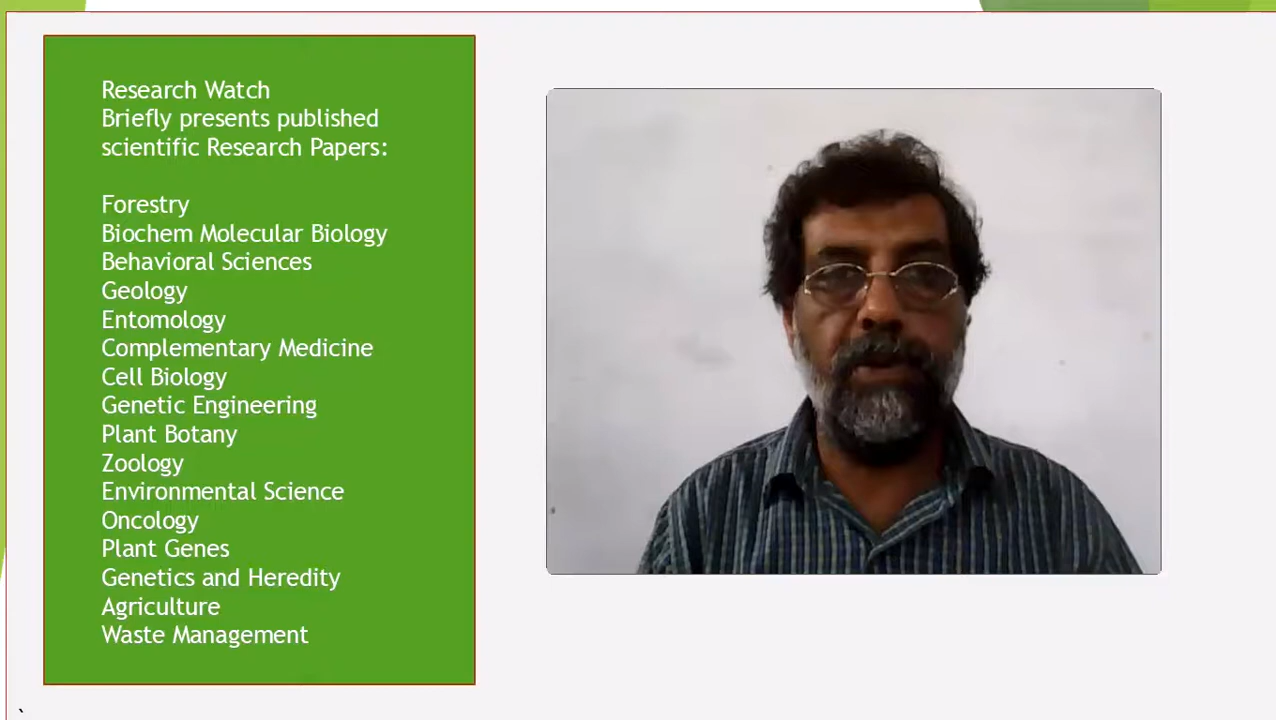 Research Watch
Briefly presents published
scientific Research Papers:
Forestry
Biochem Molecular Biology
Behavioral Sciences
Geology
Entomology
Complementary Medicine
Cell Biology
Genetic Engineering
Plant Botany
Zoology
Environmental Science
Oncology
Plant Genes
Genetics and Heredity
Agriculture
Waste Management
`